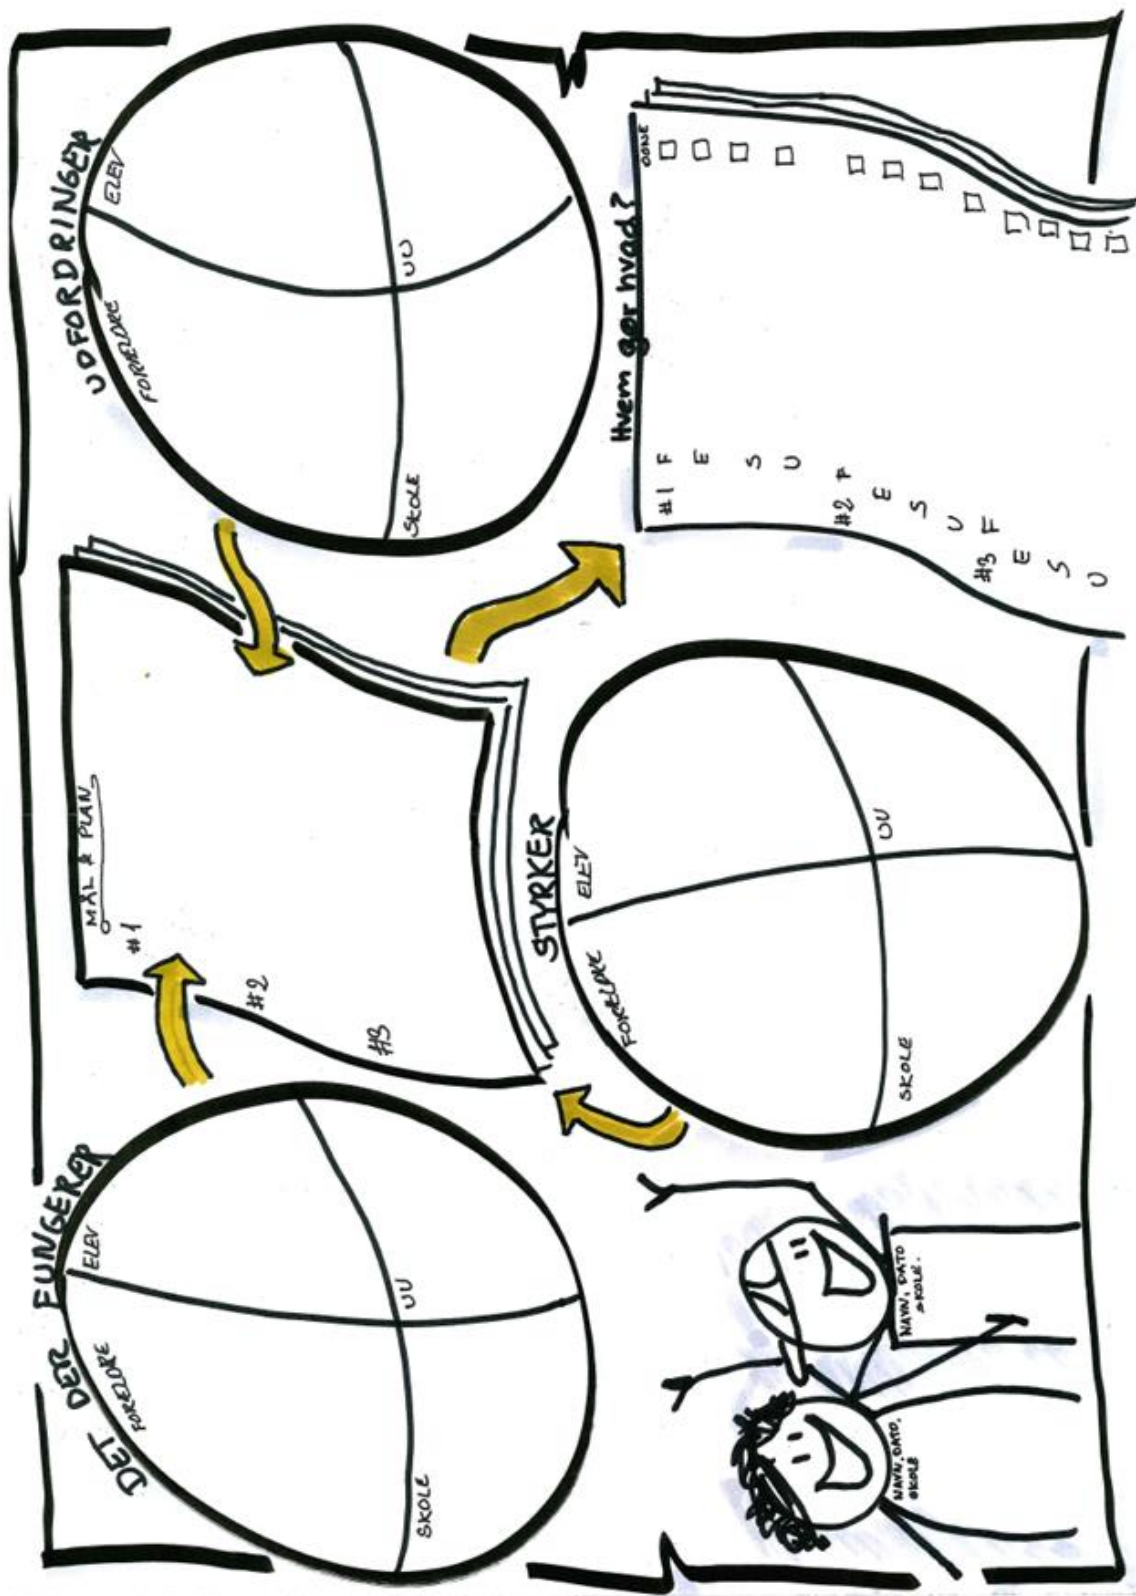 DET DER FUNGERER
FORÆLDRE
ELEV
SKOLE
UU
MÅL & PLAN
#1
#2
#3
UDFORDRINGER
FORÆLDRE
ELEV
SKOLE
UU
NAVN, DATO,
SKOLE
NAVN, DATO
SKOLE.
STYRKER
FORÆLDRE
ELEV
SKOLE
UU
Hvem gør hvad?
DONE
#1 F
E
S
U
#2 F
E
S
U
#3 F
E
S
U